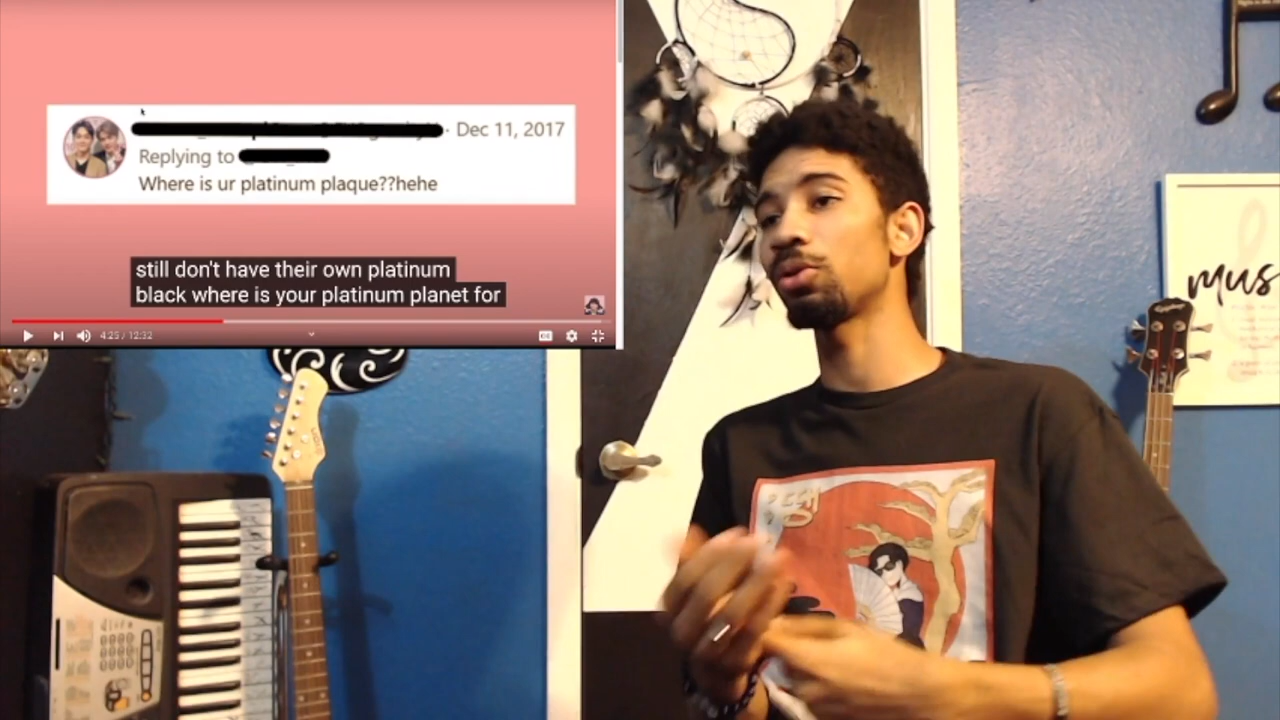 Dec 11, 2017
Replying to
Where is ur platinum plaque??hehe
still don't have their own platinum
black where is your platinum planet for
4:25 / 12:32
CC
mus